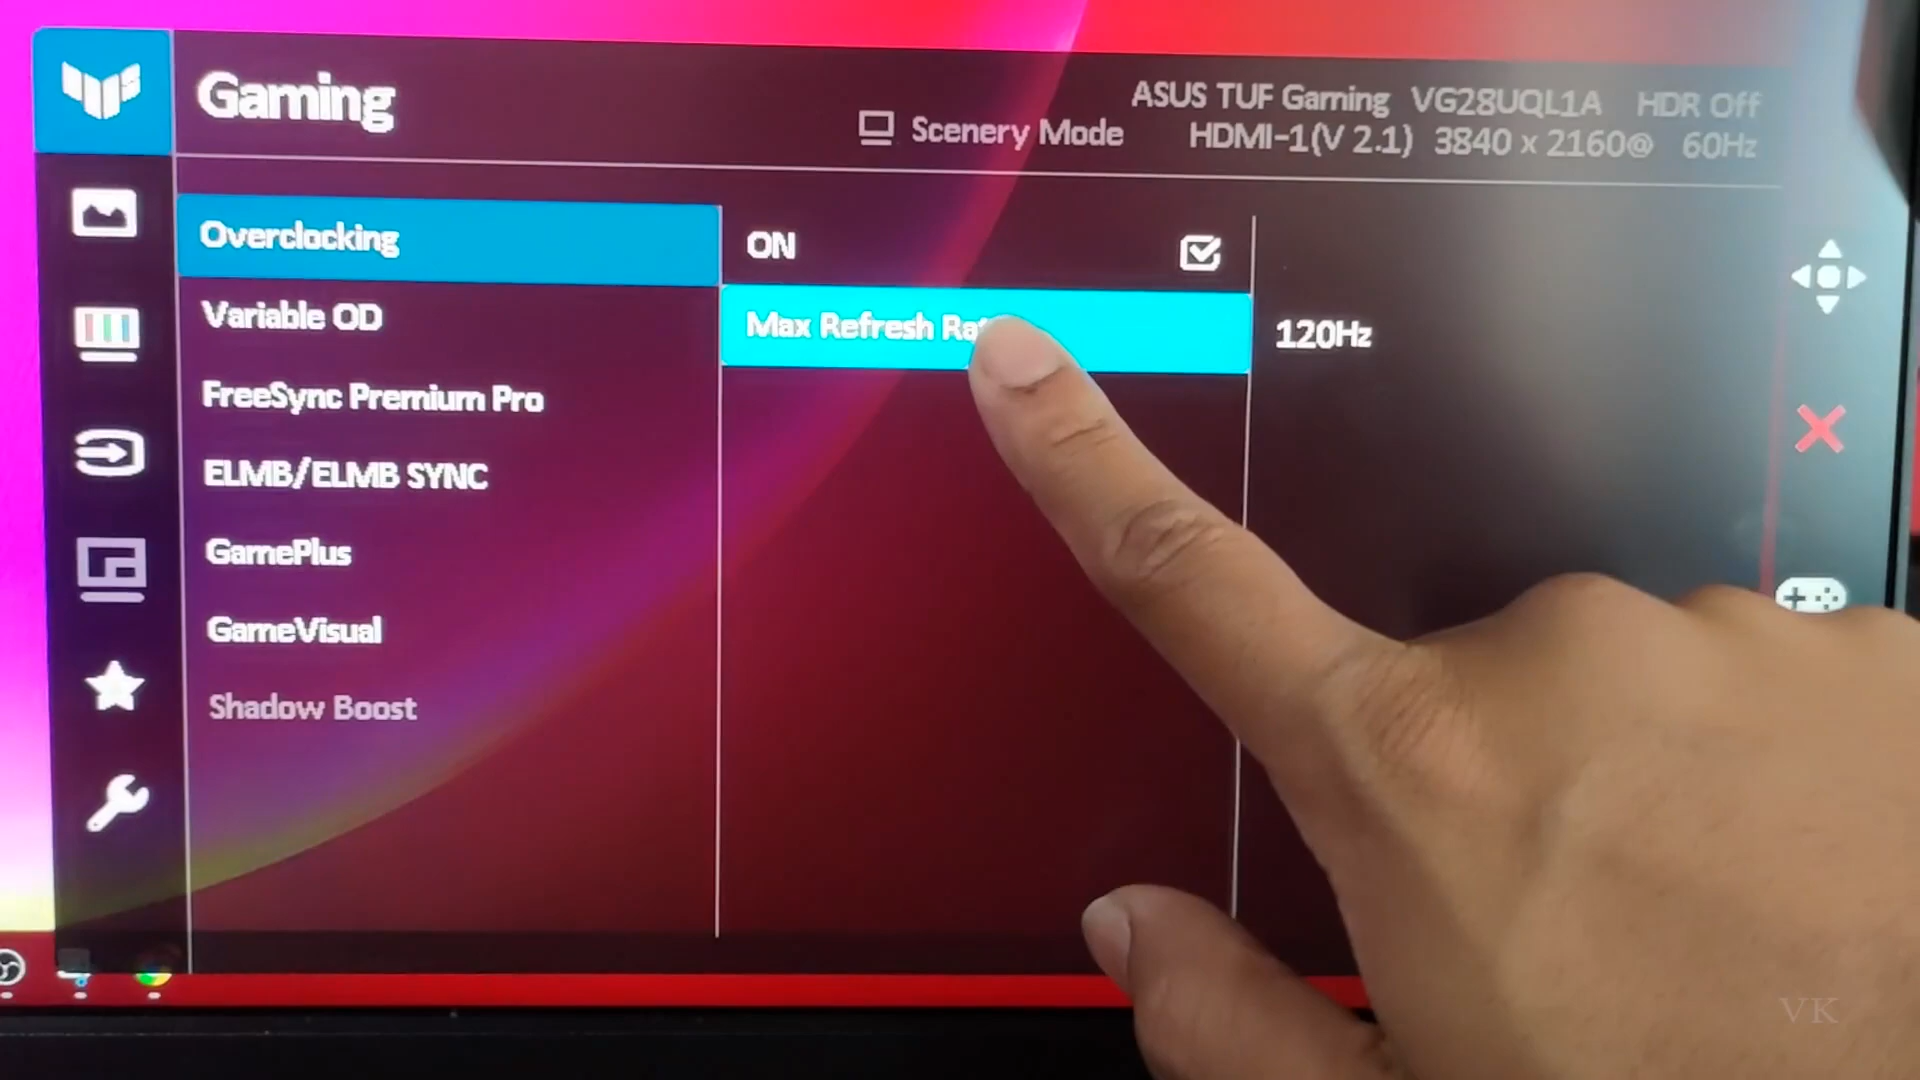 Gaming
ASUS TUF Gaming VG28UQL1A HDR Off
Scenery Mode HDMI-1(V 2.1) 3840 x 2160@ 60Hz
Overclocking
ON
Max Refresh
120Hz
Variable OD
FreeSync Premium Pro
ELMB/ELMB SYNC
GamePlus
GameVisual
Shadow Boost
VK